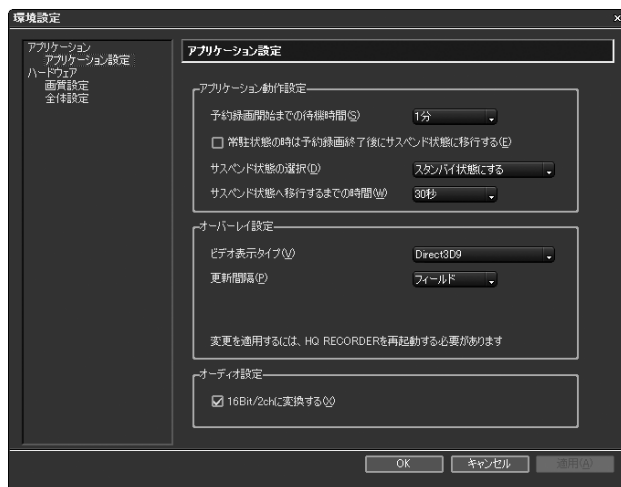 環境設定
アプリケーション
アプリケーション設定
ハードウェア
画質設定
全体設定
アプリケーション設定
アプリケーション動作設定
予約録画開始までの待機時間(S) 1分
常駐状態の時は予約録画終了後にサスペンド状態に移行する(E)
サスペンド状態の選択(D) スタンバイ状態にする
サスペンド状態へ移行するまでの時間(W) 30秒
オーバーレイ設定
ビデオ表示タイプ(V) Direct3D9
更新間隔(P) フィールド
変更を適用するには、HQ RECORDERを再起動する必要があります
オーディオ設定
16Bit/2chに変換する(X)
OK キャンセル 適用(A)